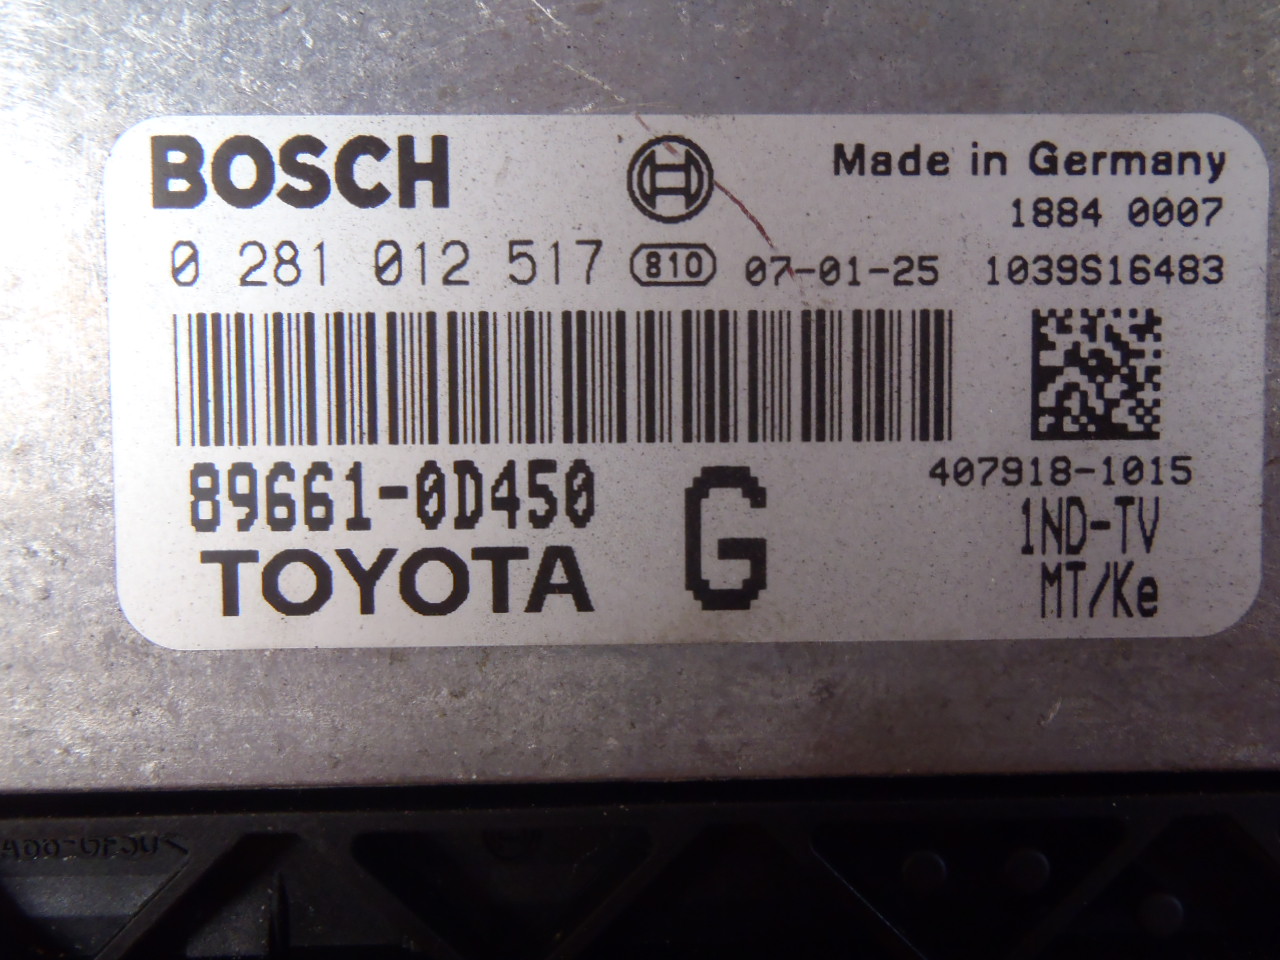 BOSCH
Made in Germany
1884 0007
0 281 012 517 810 07-01-25 1039S16483
407918-1015
89661-0D450 G 1ND-TV
TOYOTA MT/Ke